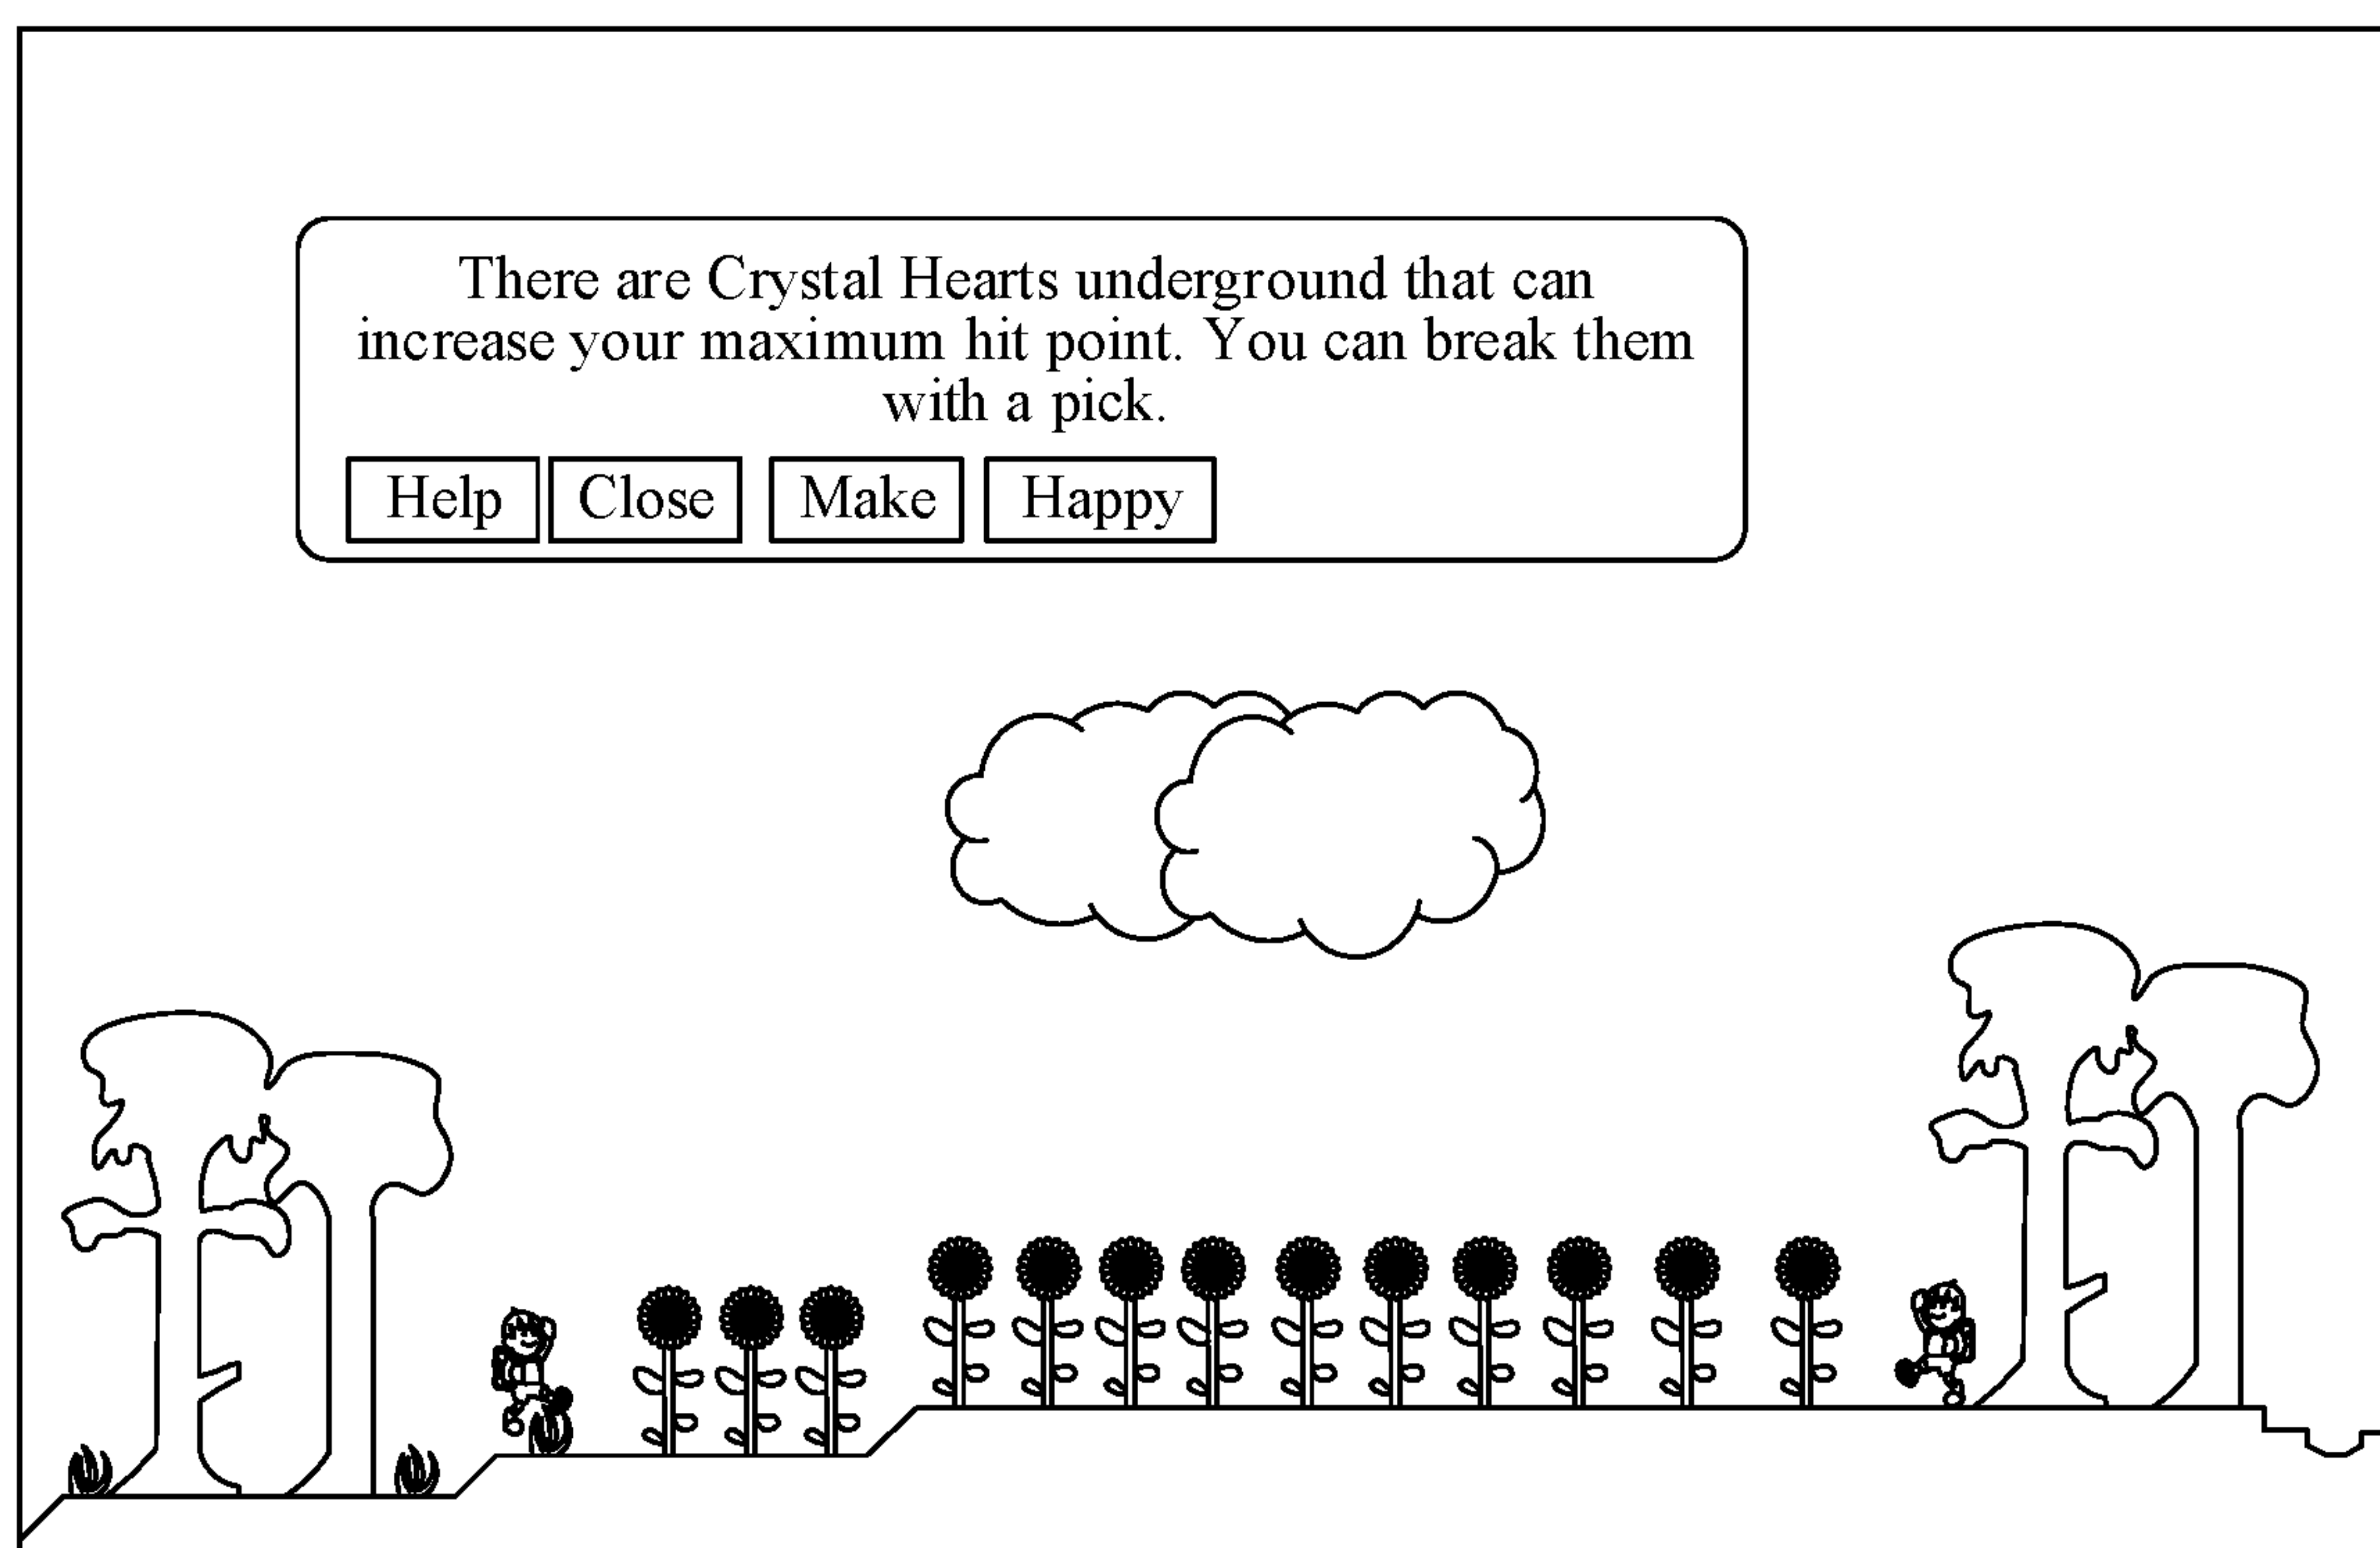 There are Crystal Hearts underground that can
increase your maximum hit point. You can break them
with a pick.
Help Close Make Happy